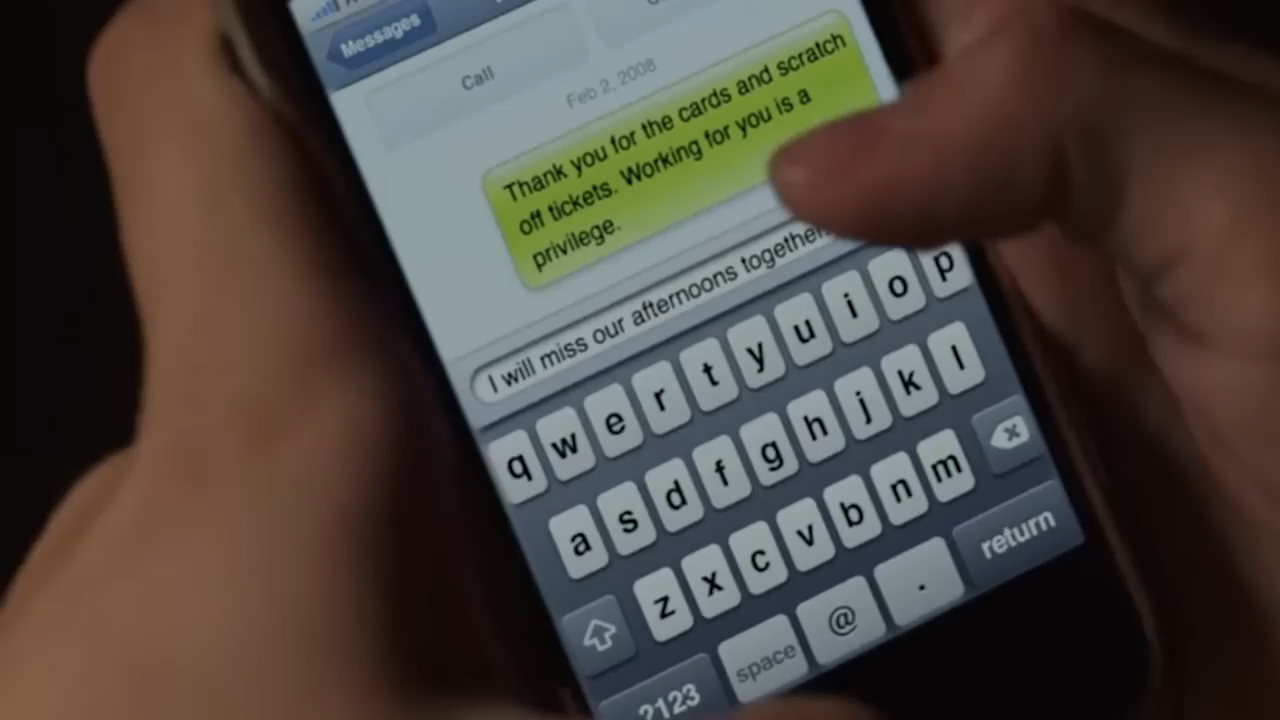 Messages
Call
Feb 2, 2008
Thank you for the cards and scratch
off tickets. Working for you is a
privilege.
I will miss our afternoons together
q w e r t y u i o p
a s d f g h j k l
z x c v b n m
?123 space @ . return